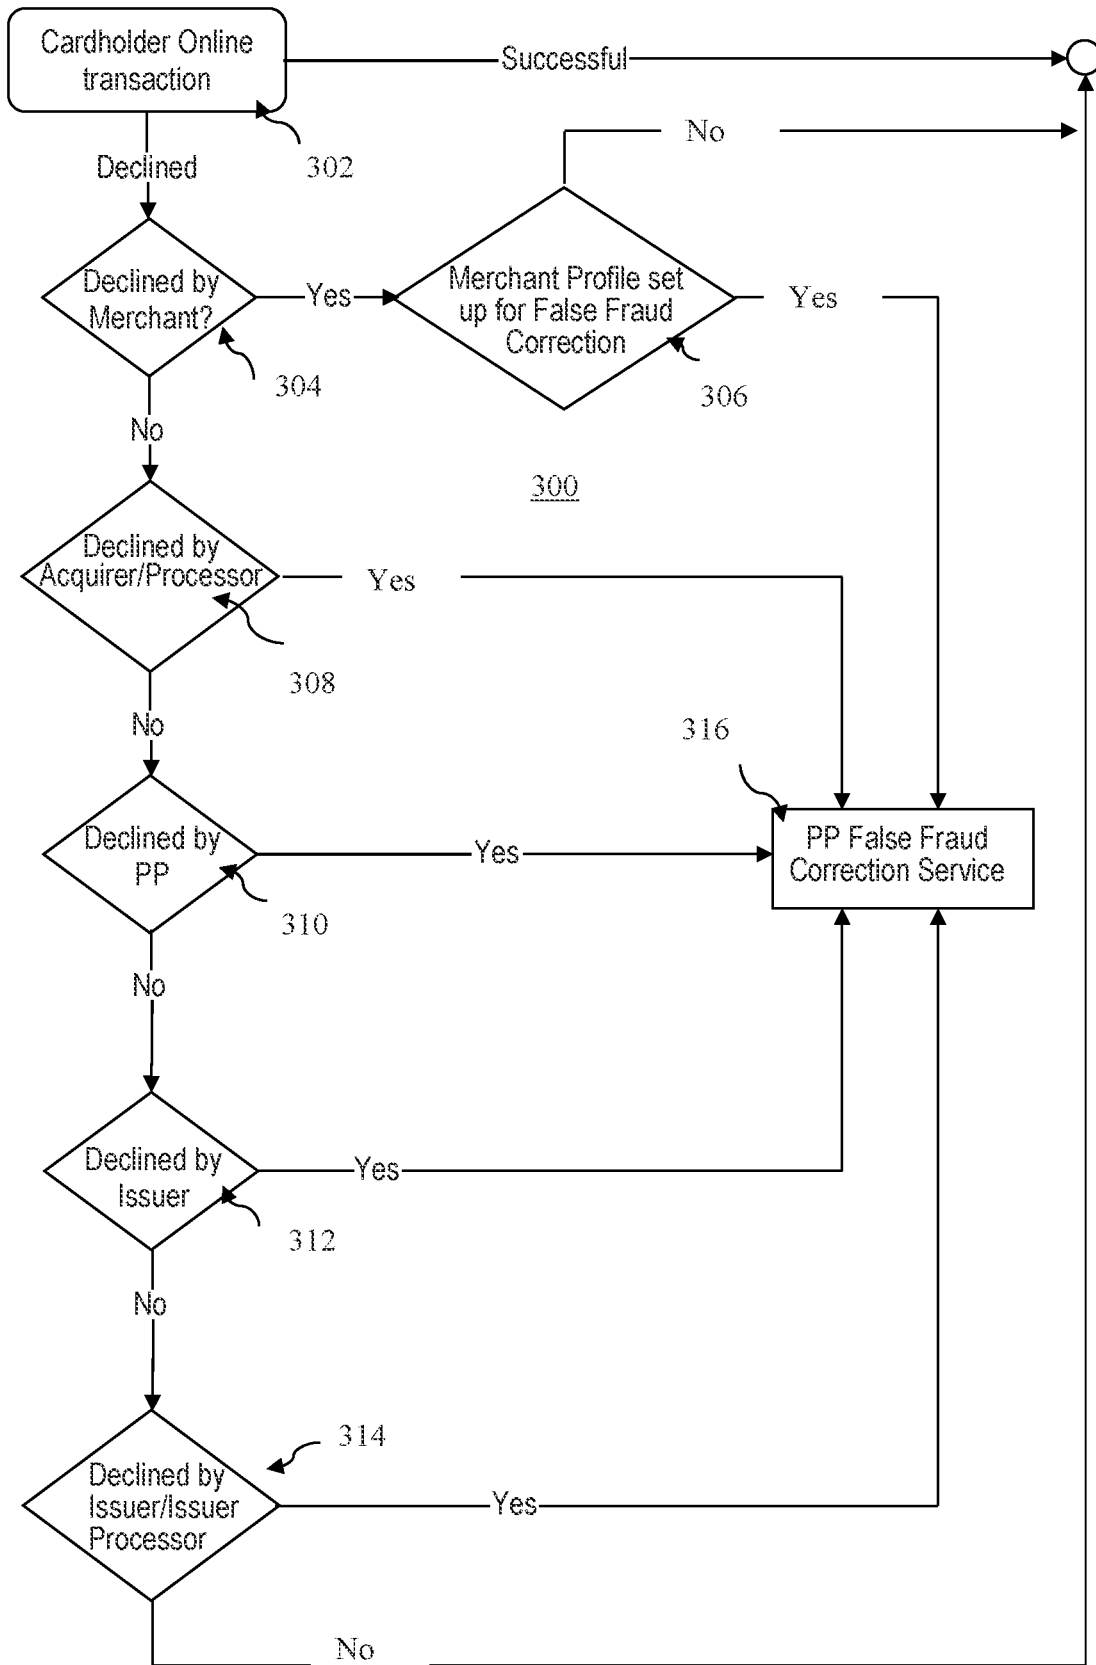 Cardholder Online
transaction
Successful
302
Declined
No
Declined by
Merchant?
Yes
Merchant Profile set
up for False Fraud
Correction
Yes
304
306
No
300
Declined by
Acquirer/Processor
Yes
308
No
316
Declined by
PP
Yes
PP False Fraud
Correction Service
310
No
Declined by
Issuer
Yes
312
No
314
Declined by
Issuer/Issuer
Processor
Yes
No